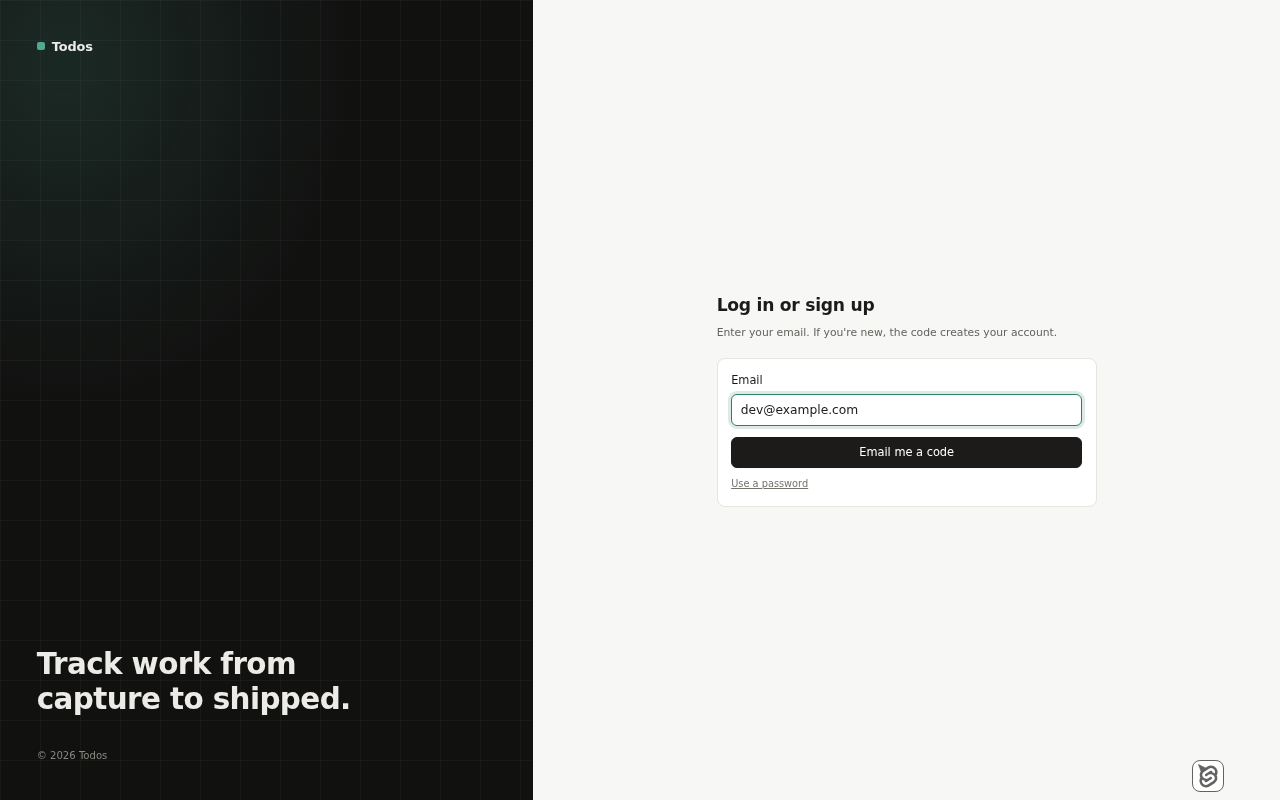 Todos
Track work from
capture to shipped.
© 2026 Todos
Log in or sign up
Enter your email. If you're new, the code creates your account.
Email
dev@example.com
Email me a code
Use a password